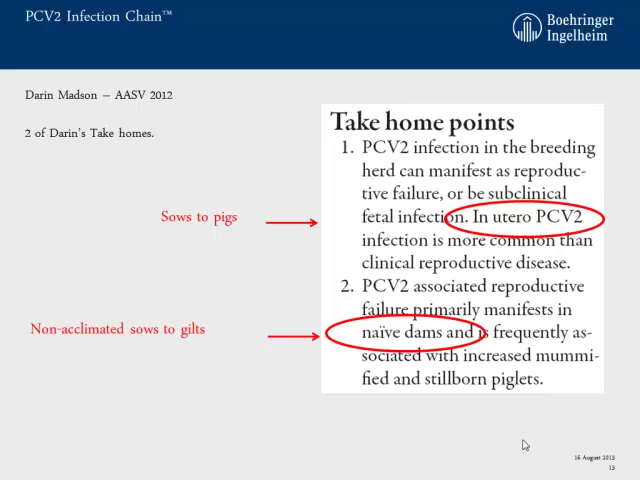 PCV2 Infection Chain™
Boehringer
Ingelheim
Darin Madson – AASV 2012
2 of Darin's Take homes.
Take home points
1. PCV2 infection in the breeding
herd can manifest as reproduc-
tive failure, or be subclinical
fetal infection. In utero PCV2
infection is more common than
clinical reproductive disease.
2. PCV2 associated reproductive
failure primarily manifests in
naïve dams and is frequently as-
sociated with increased mummi-
fied and stillborn piglets.
Sows to pigs
Non-acclimated sows to gilts
16 August 2013
13